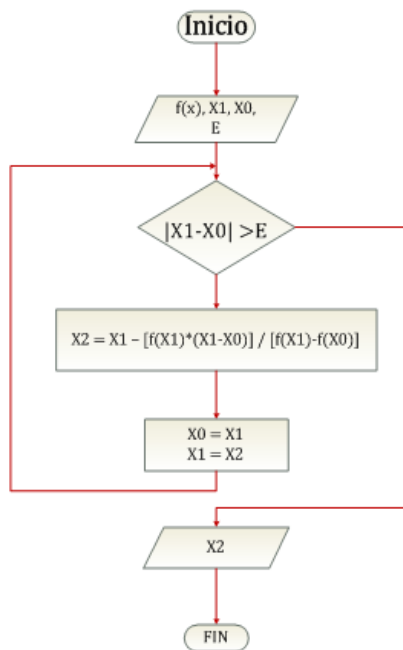 Inicio
f(x), X1, X0,
E
|X1-X0| >E
X2 = X1 – [f(X1)*(X1-X0)] / [f(X1)-f(X0)]
X0 = X1
X1 = X2
X2
FIN